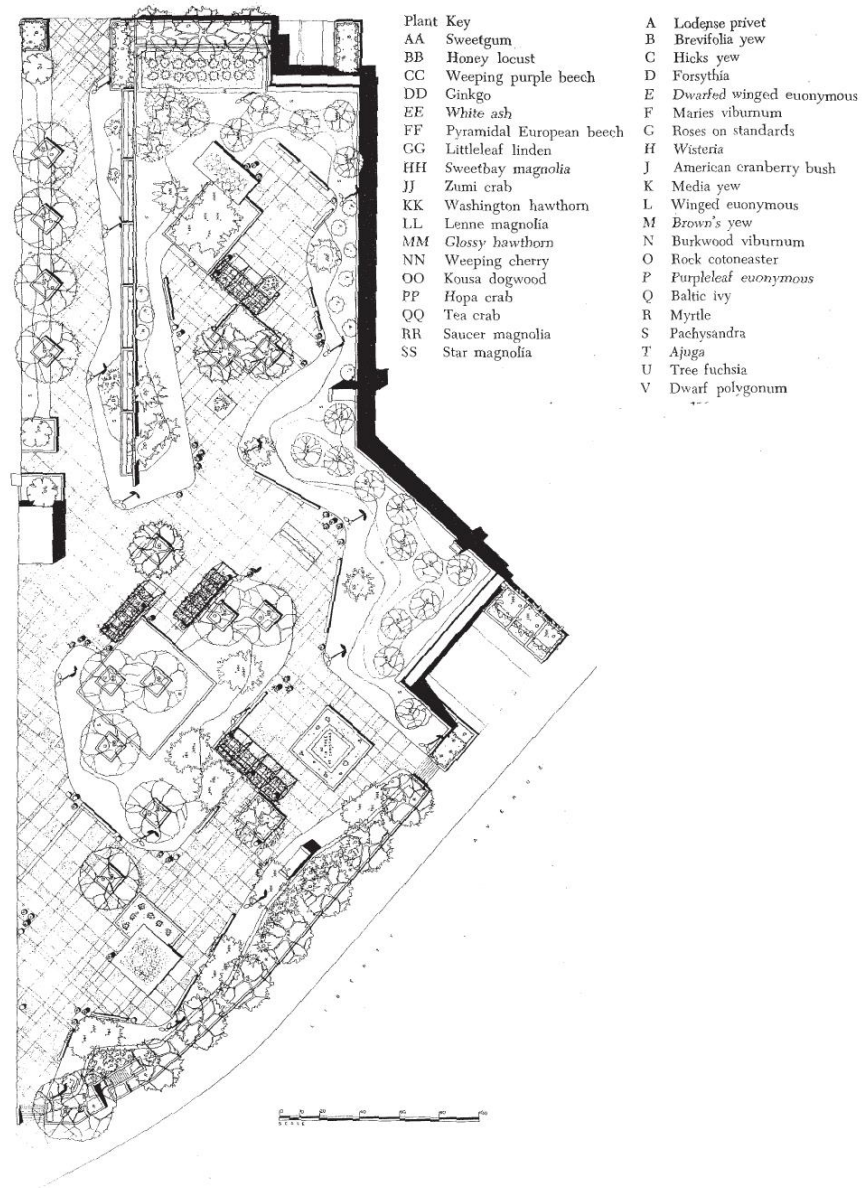 Plant Key
AA Sweetgum
BB Honey locust
CC Weeping purple beech
DD Ginkgo
EE White ash
FF Pyramidal European beech
GG Littleleaf linden
HH Sweetbay magnolia
JJ Zumi crab
KK Washington hawthorn
LL Lenne magnolia
MM Glossy hawthorn
NN Weeping cherry
OO Kousa dogwood
PP Hopa crab
QQ Tea crab
RR Saucer magnolia
SS Star magnolia
A Lodense privet
B Brevifolia yew
C Hicks yew
D Forsythia
E Dwarfed winged euonymous
F Maries viburnum
G Roses on standards
H Wisteria
J American cranberry bush
K Media yew
L Winged euonymous
M Brown's yew
N Burkwood viburnum
O Rock cotoneaster
P Purpleleaf euonymous
Q Baltic ivy
R Myrtle
S Pachysandra
T Ajuga
U Tree fuchsia
V Dwarf polygonum
LIBERTY AVENUE